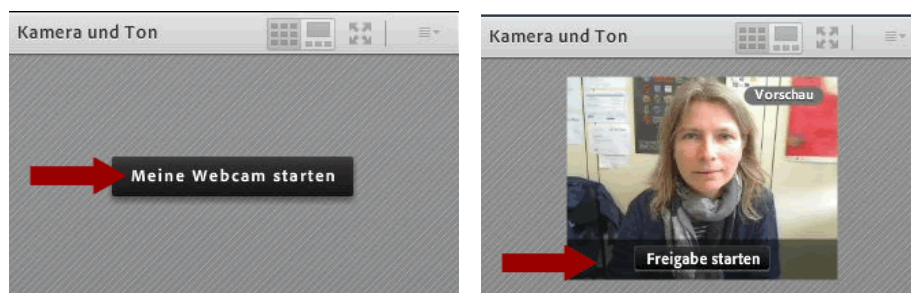 Kamera und Ton
Meine Webcam starten
Kamera und Ton
Vorschau
Freigabe starten